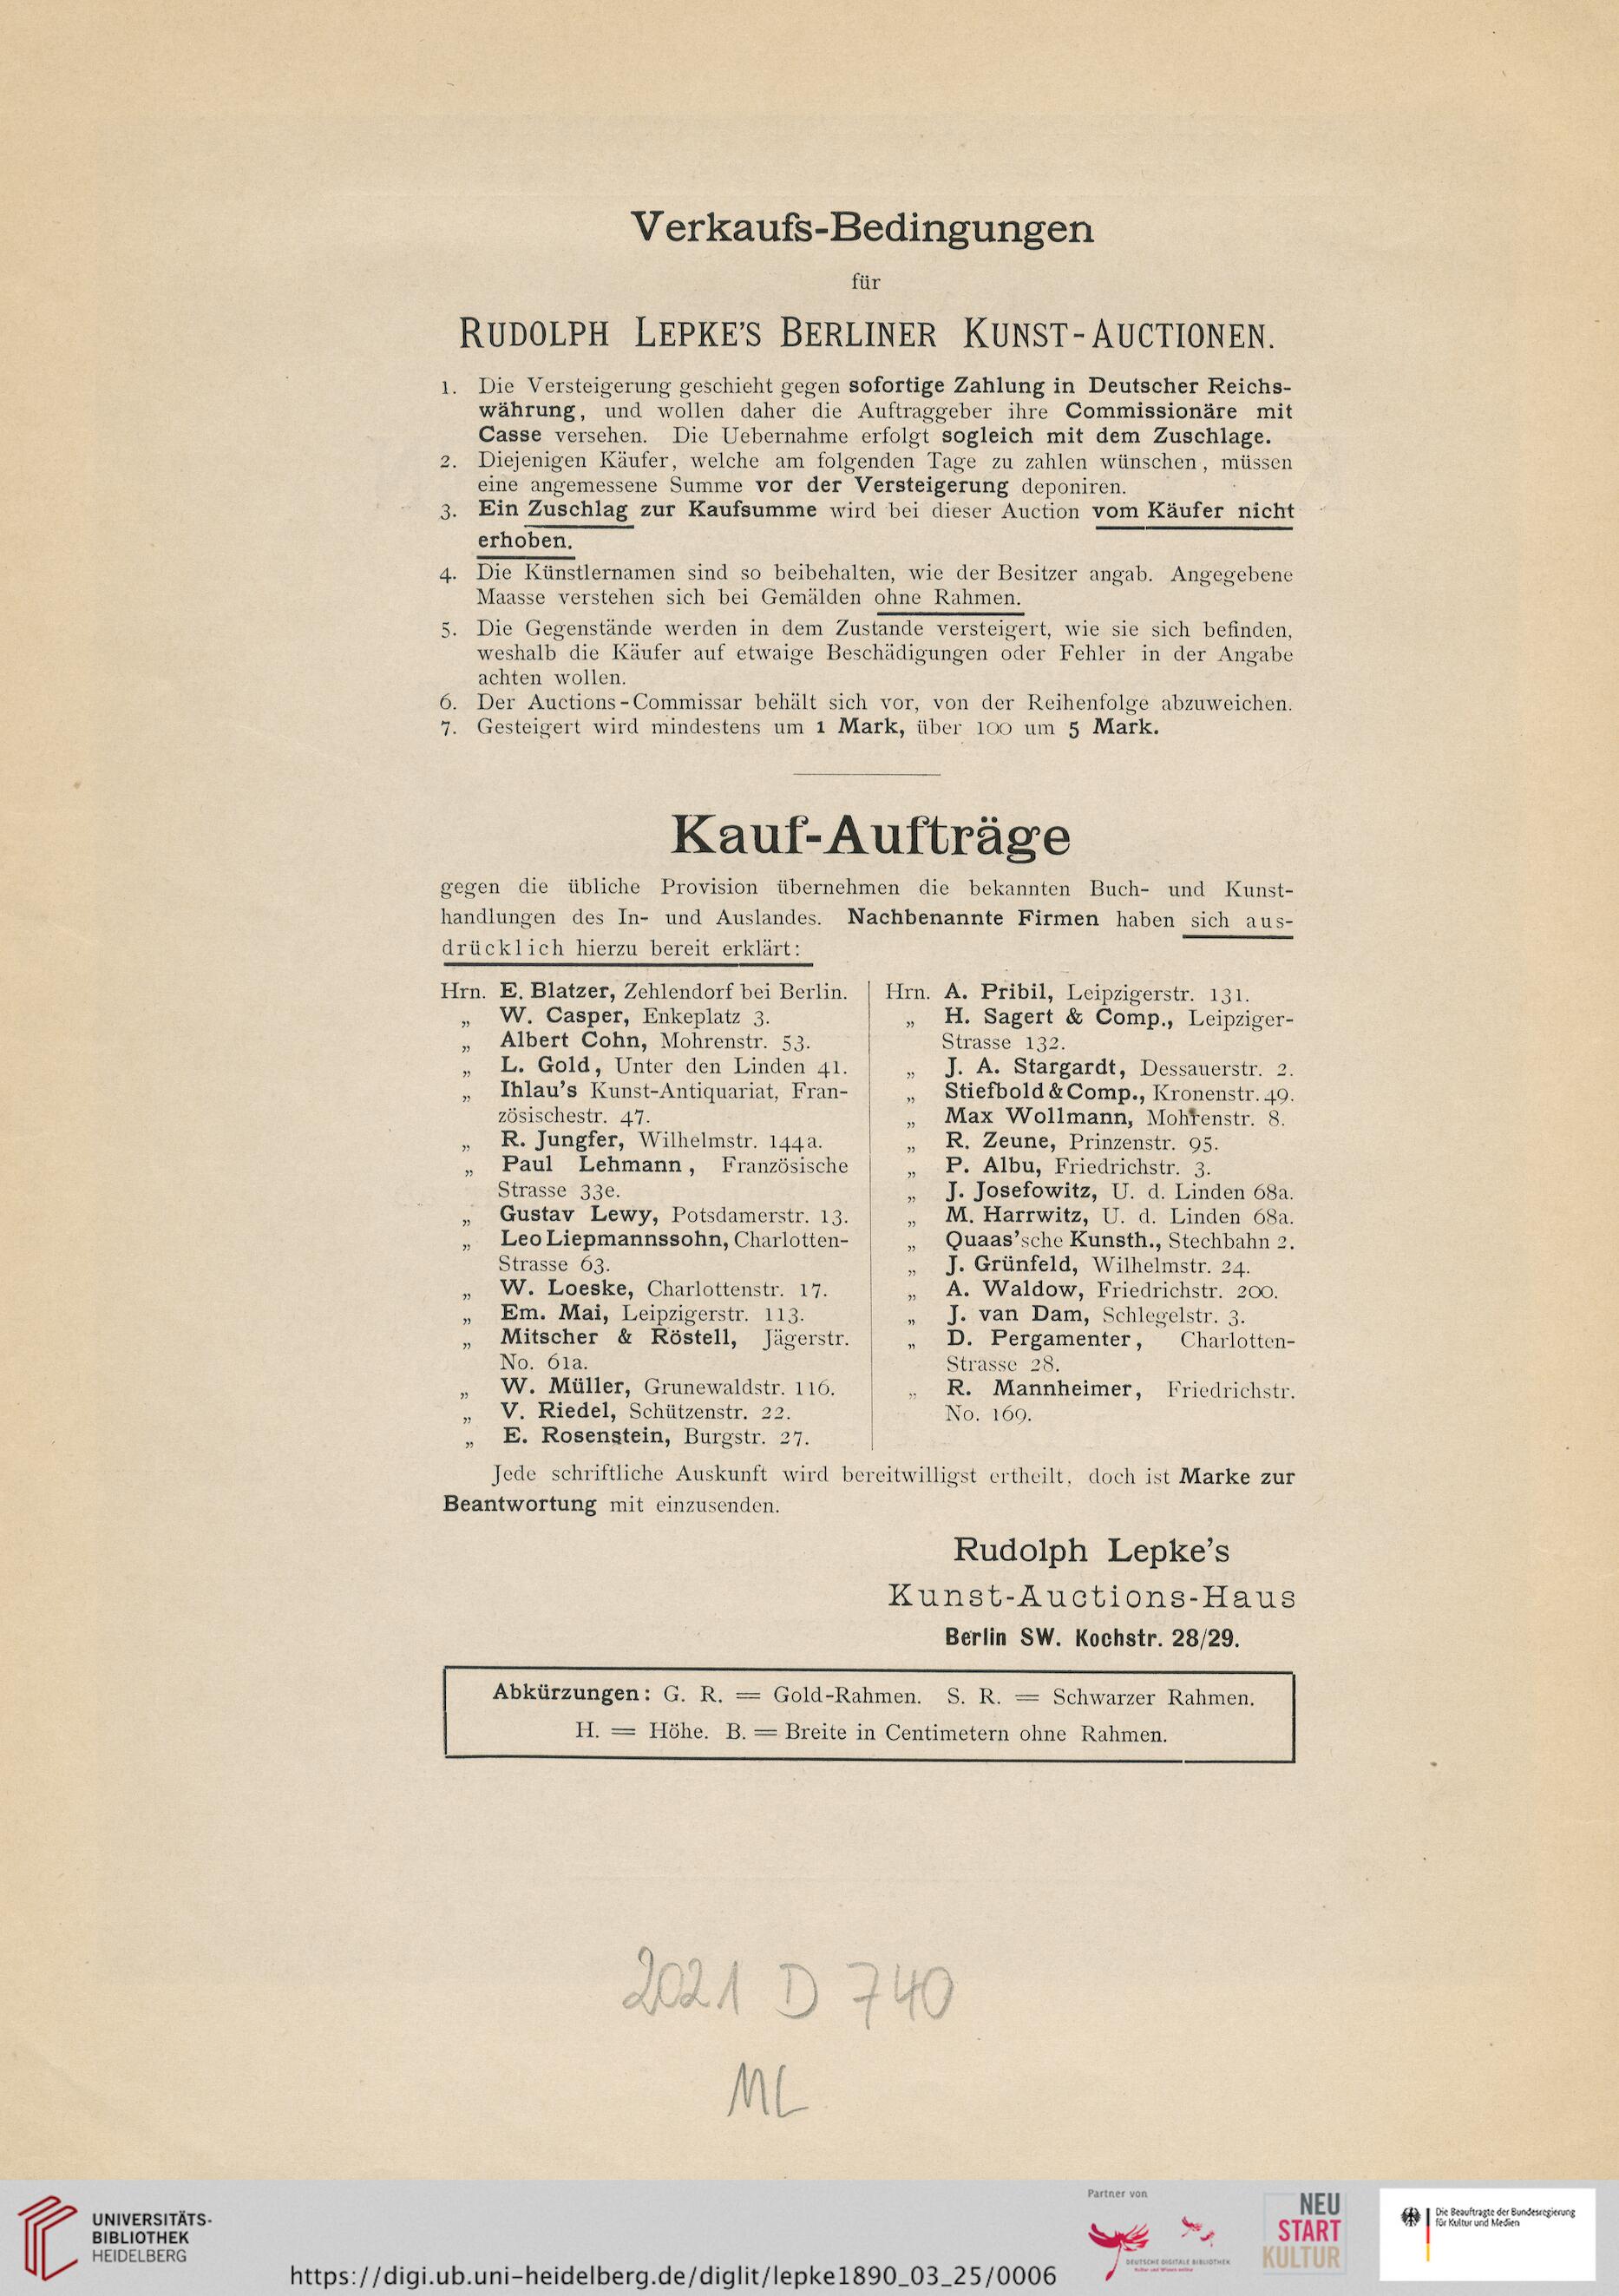 Verkaufs-Bedingungen
für
RUDOLPH LEPKE'S BERLINER KUNST-AUCTIONEN.
1. Die Versteigerung geschieht gegen sofortige Zahlung in Deutscher Reichs-
währung, und wollen daher die Auftraggeber ihre Commissionäre mit
Casse versehen. Die Uebernahme erfolgt sogleich mit dem Zuschlage.
2. Diejenigen Käufer, welche am folgenden Tage zu zahlen wünschen, müssen
eine angemessene Summe vor der Versteigerung deponiren.
3. Ein Zuschlag zur Kaufsumme wird bei dieser Auction vom Käufer nicht
erhoben.
4. Die Künstlernamen sind so beibehalten, wie der Besitzer angab. Angegebene
Maasse verstehen sich bei Gemälden ohne Rahmen.
5. Die Gegenstände werden in dem Zustande versteigert, wie sie sich befinden,
weshalb die Käufer auf etwaige Beschädigungen oder Fehler in der Angabe
achten wollen.
6. Der Auctions-Commissar behält sich vor, von der Reihenfolge abzuweichen.
7. Gesteigert wird mindestens um 1 Mark, über 100 um 5 Mark.
Kauf-Aufträge
gegen die übliche Provision übernehmen die bekannten Buch- und Kunst-
handlungen des In- und Auslandes. Nachbenannte Firmen haben sich aus-
drücklich hierzu bereit erklärt:
Hrn. E. Blatzer, Zehlendorf bei Berlin.
„ W. Casper, Enkeplatz 3.
„ Albert Cohn, Mohrenstr. 53.
„ L. Gold, Unter den Linden 41.
„ Ihlau's Kunst-Antiquariat, Fran-
zösischestr. 47.
„ R. Jungfer, Wilhelmstr. 144a.
„ Paul Lehmann, Französische
Strasse 33e.
„ Gustav Lewy, Potsdamerstr. 13.
„ Leo Liepmannssohn, Charlotten-
Strasse 63.
„ W. Loeske, Charlottenstr. 17.
„ Em. Mai, Leipzigerstr. 113.
„ Mitscher & Röstell, Jägerstr.
No. 61a.
„ W. Müller, Grunewaldstr. 116.
„ V. Riedel, Schützenstr. 22.
„ E. Rosenstein, Burgstr. 27.
Hrn. A. Pribil, Leipzigerstr. 131.
„ H. Sagert & Comp., Leipziger-
Strasse 132.
„ J. A. Stargardt, Dessauerstr. 2.
„ Stiefbold & Comp., Kronenstr. 49.
„ Max Wollmann, Mohrenstr. 8.
„ R. Zeune, Prinzenstr. 95.
„ P. Albu, Friedrichstr. 3.
„ J. Josefowitz, U. d. Linden 68a.
„ M. Harrwitz, U. d. Linden 68a.
„ Quaas'sche Kunsth., Stechbahn 2.
„ J. Grünfeld, Wilhelmstr. 24.
„ A. Waldow, Friedrichstr. 200.
„ J. van Dam, Schlegelstr. 3.
„ D. Pergamenter, Charlotten-
Strasse 28.
„ R. Mannheimer, Friedrichstr.
No. 169.
Jede schriftliche Auskunft wird bereitwilligst ertheilt, doch ist Marke zur
Beantwortung mit einzusenden.
Rudolph Lepke's
Kunst-Auctions-Haus
Berlin SW. Kochstr. 28/29.
Abkürzungen: G. R. = Gold-Rahmen. S. R. = Schwarzer Rahmen.
H. = Höhe. B. = Breite in Centimetern ohne Rahmen.
2021 D 740
ML
UNIVERSITÄTS-
BIBLIOTHEK
HEIDELBERG
https://digi.ub.uni-heidelberg.de/diglit/lepke1890_03_25/0006
Partner von
DEUTSCHE DIGITALE BIBLIOTHEK
Kultur und Wissen online
NEU
START
KULTUR
Die Beauftragte der Bundesregierung
für Kultur und Medien